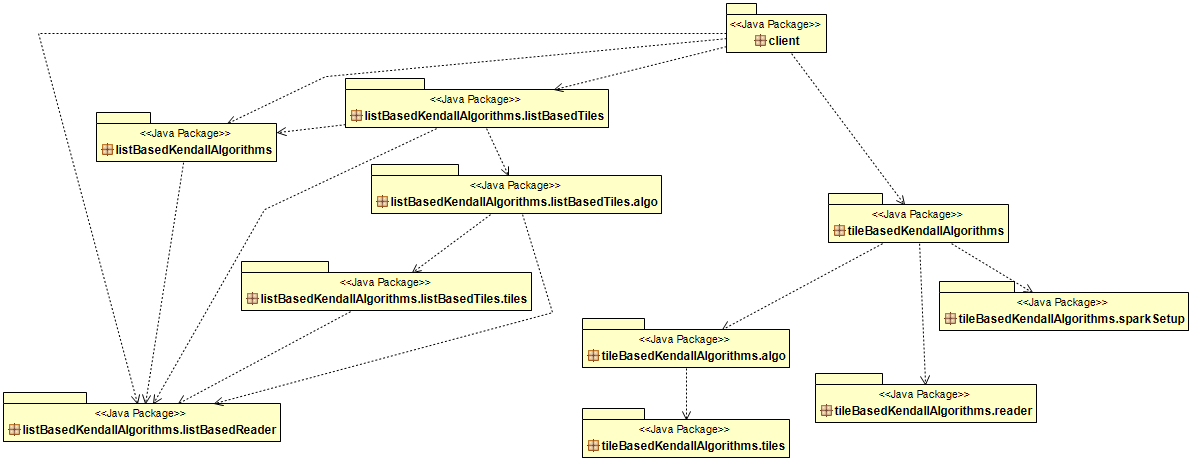 <<Java Package>>
client
<<Java Package>>
listBasedKendallAlgorithms.listBasedTiles
<<Java Package>>
listBasedKendallAlgorithms
<<Java Package>>
listBasedKendallAlgorithms.listBasedTiles.algo
<<Java Package>>
tileBasedKendallAlgorithms
<<Java Package>>
listBasedKendallAlgorithms.listBasedTiles.tiles
<<Java Package>>
tileBasedKendallAlgorithms.sparkSetup
<<Java Package>>
tileBasedKendallAlgorithms.algo
<<Java Package>>
tileBasedKendallAlgorithms.reader
<<Java Package>>
listBasedKendallAlgorithms.listBasedReader
<<Java Package>>
tileBasedKendallAlgorithms.tiles